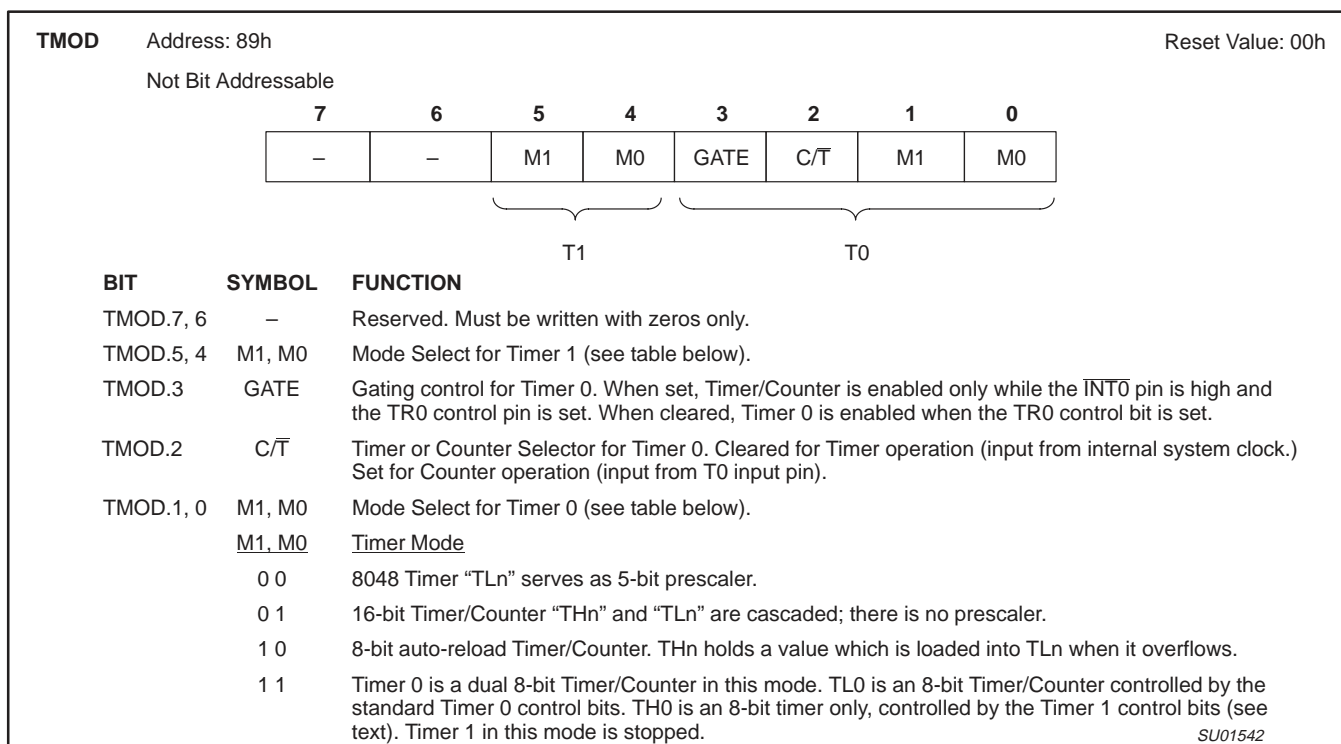 TMOD Address: 89h Reset Value: 00h
Not Bit Addressable
7 6 5 4 3 2 1 0
– – M1 M0 GATE C/T̅ M1 M0
T1 T0
BIT SYMBOL FUNCTION
TMOD.7, 6 – Reserved. Must be written with zeros only.
TMOD.5, 4 M1, M0 Mode Select for Timer 1 (see table below).
TMOD.3 GATE Gating control for Timer 0. When set, Timer/Counter is enabled only while the I̅N̅T̅0̅ pin is high and
the TR0 control pin is set. When cleared, Timer 0 is enabled when the TR0 control bit is set.
TMOD.2 C/T̅ Timer or Counter Selector for Timer 0. Cleared for Timer operation (input from internal system clock.)
Set for Counter operation (input from T0 input pin).
TMOD.1, 0 M1, M0 Mode Select for Timer 0 (see table below).
M1, M0 Timer Mode
0 0 8048 Timer “TLn” serves as 5-bit prescaler.
0 1 16-bit Timer/Counter “THn” and “TLn” are cascaded; there is no prescaler.
1 0 8-bit auto-reload Timer/Counter. THn holds a value which is loaded into TLn when it overflows.
1 1 Timer 0 is a dual 8-bit Timer/Counter in this mode. TL0 is an 8-bit Timer/Counter controlled by the
standard Timer 0 control bits. TH0 is an 8-bit timer only, controlled by the Timer 1 control bits (see
text). Timer 1 in this mode is stopped. SU01542